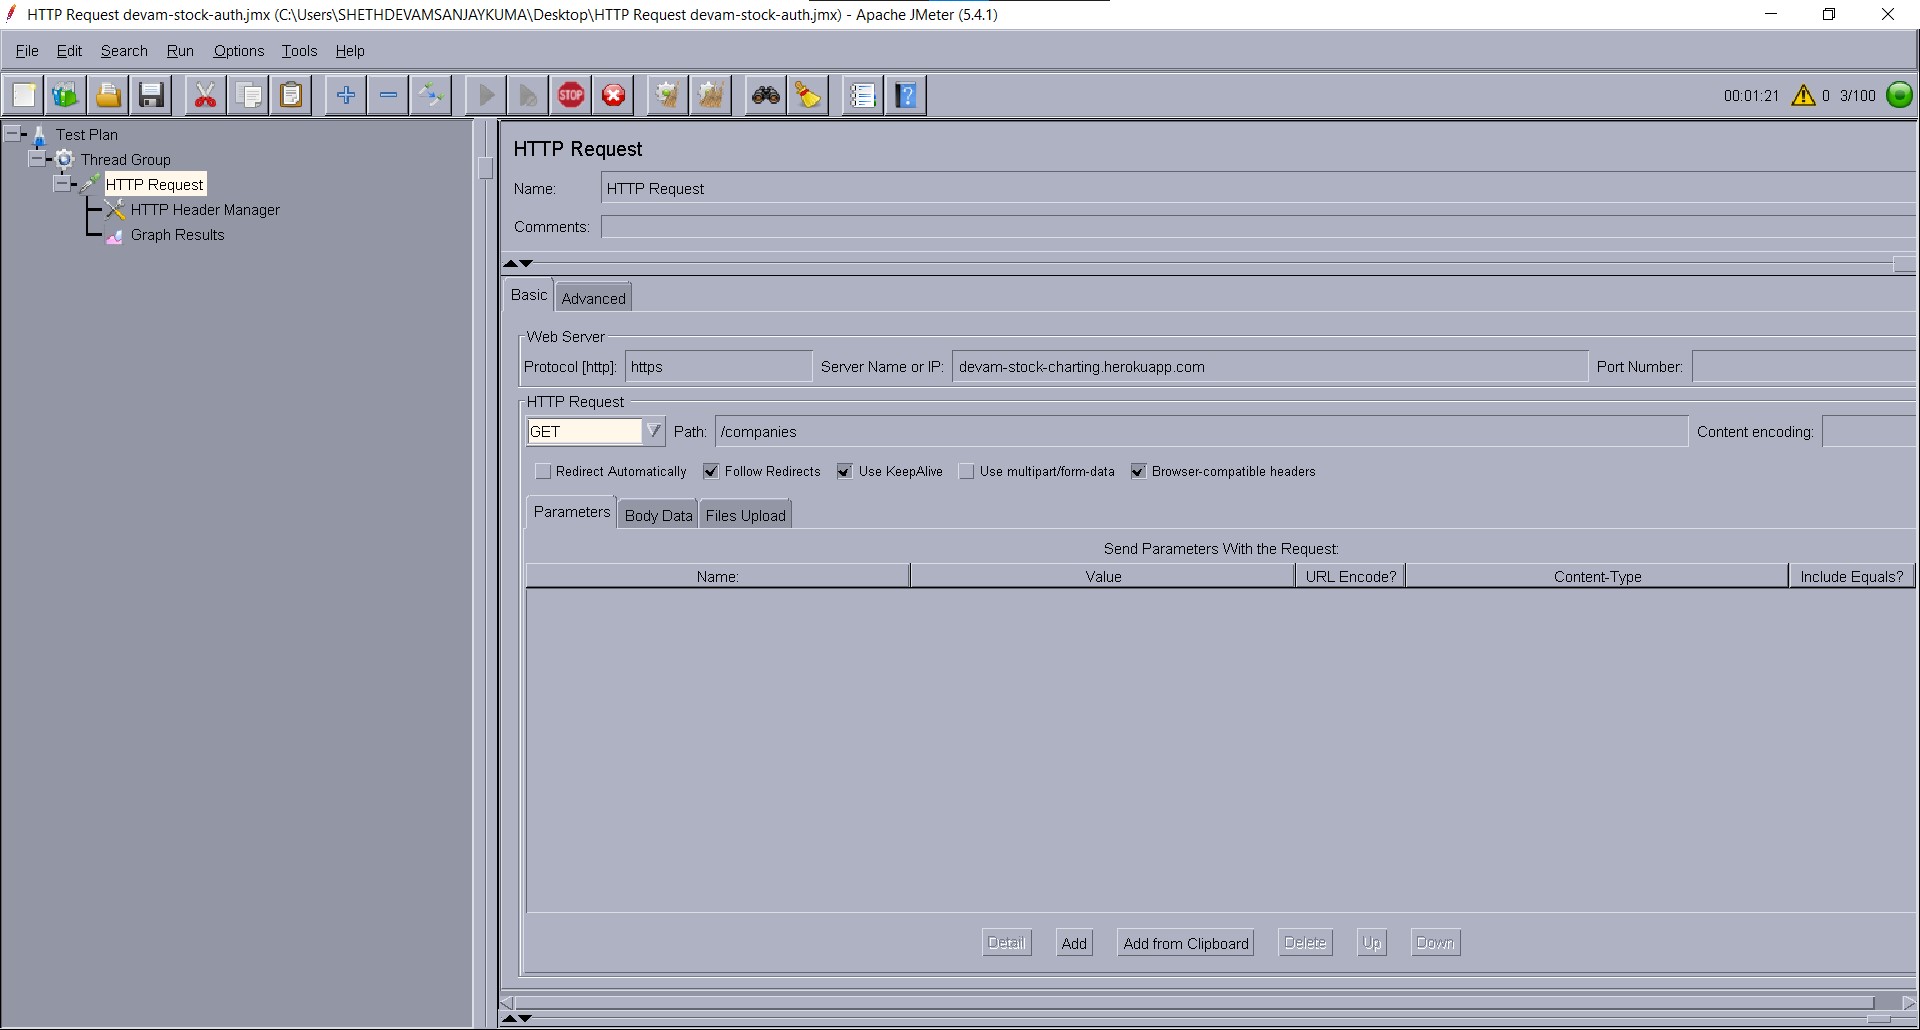 HTTP Request devam-stock-auth.jmx (C:\Users\SHETHDEVAMSANJAYKUMA\Desktop\HTTP Request devam-stock-auth.jmx) - Apache JMeter (5.4.1)
File Edit Search Run Options Tools Help
STOP ? 00:01:21 0 3/100
Test Plan
Thread Group
HTTP Request
HTTP Header Manager
Graph Results
HTTP Request
Name: HTTP Request
Comments:
Basic Advanced
Web Server
Protocol [http]: https Server Name or IP: devam-stock-charting.herokuapp.com Port Number:
HTTP Request
GET Path: /companies Content encoding:
Redirect Automatically Follow Redirects Use KeepAlive Use multipart/form-data Browser-compatible headers
Parameters Body Data Files Upload
Send Parameters With the Request:
Name: Value URL Encode? Content-Type Include Equals?
Detail Add Add from Clipboard Delete Up Down